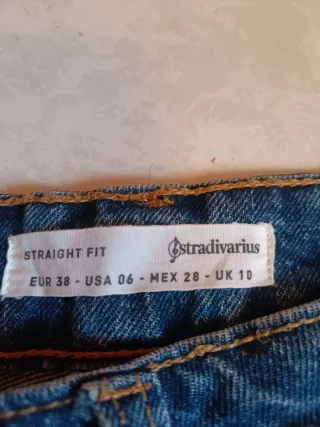 STRAIGHT FIT stradivarius
EUR 38 - USA 06 - MEX 28 - UK 10